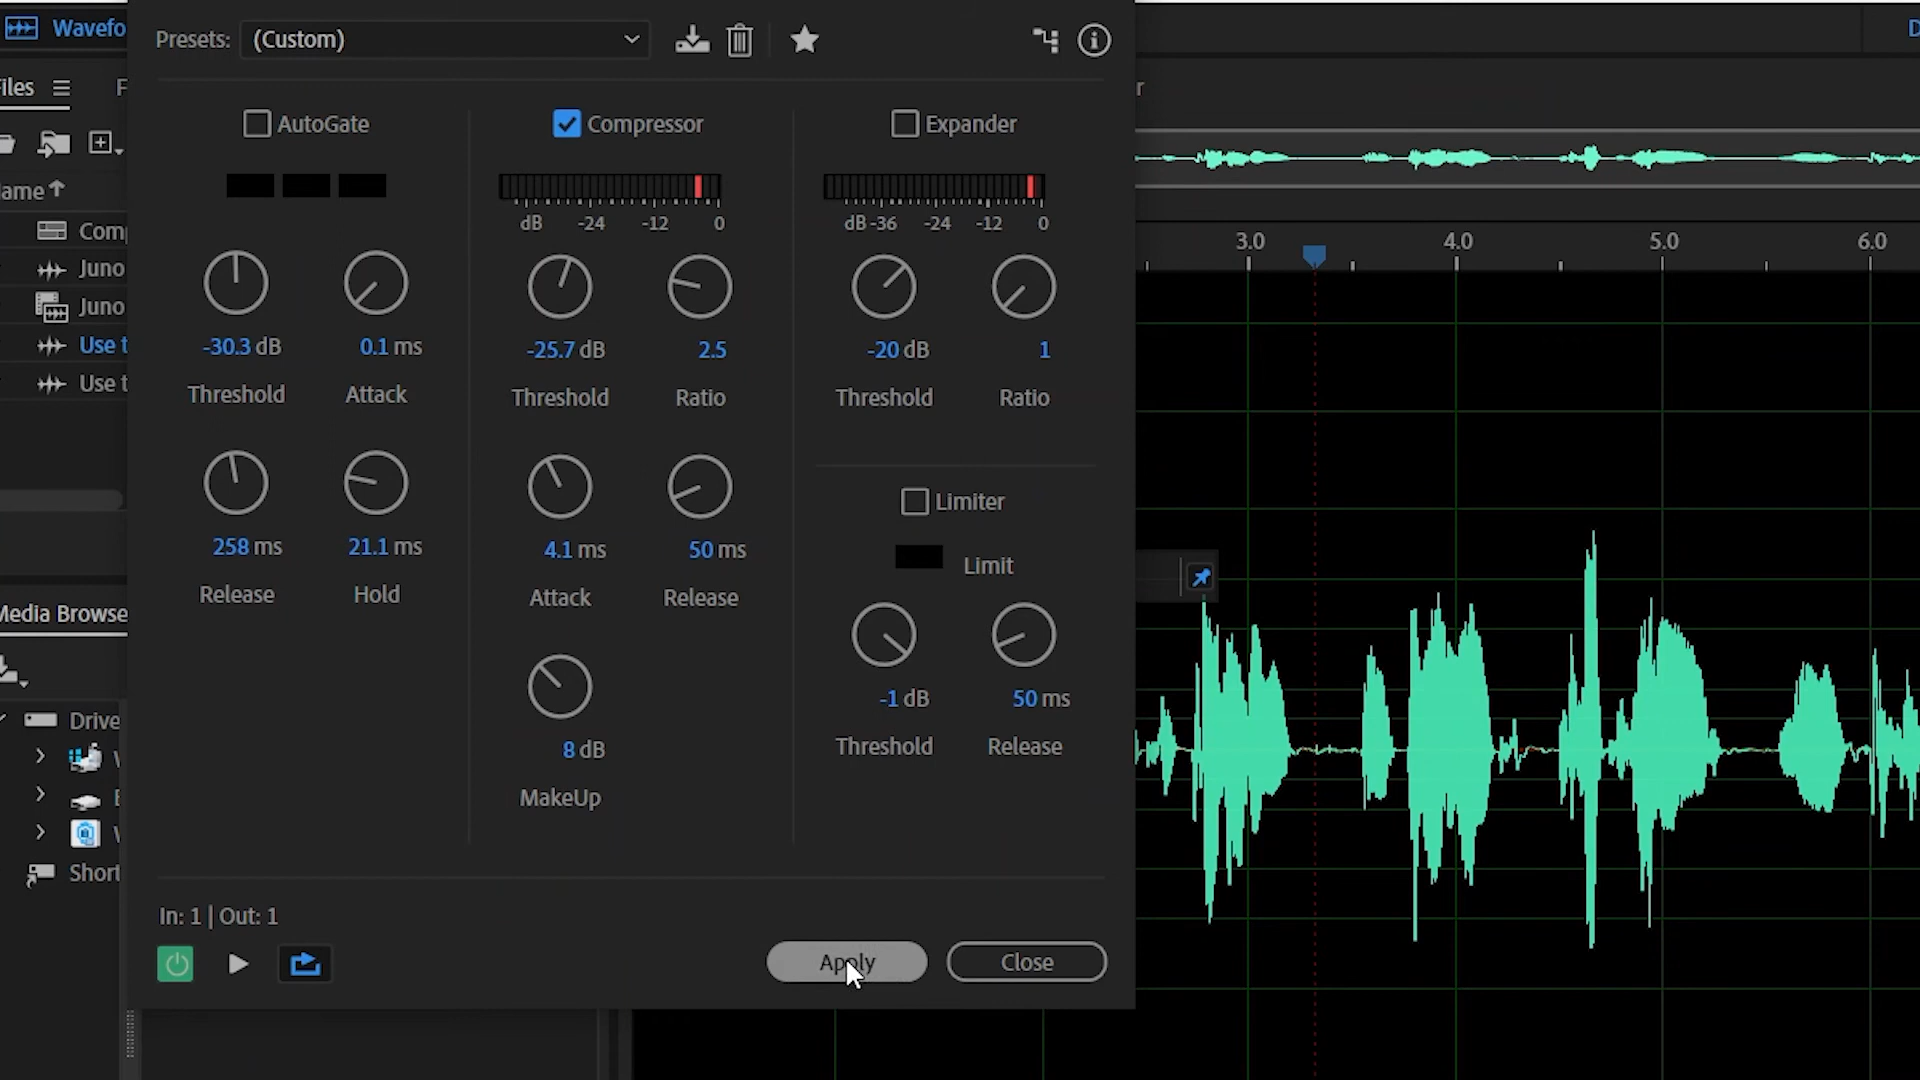 Wavefo
Presets: (Custom)
iles
F
AutoGate
Compressor
Expander
ame
dB -24 -12 0
dB -36 -24 -12 0
Com
3.0 4.0 5.0 6.0
Juno
Juno
-30.3 dB
0.1 ms
-25.7 dB
2.5
-20 dB
1
Use t
Threshold
Attack
Threshold
Ratio
Threshold
Ratio
Use t
Limiter
258 ms
21.1 ms
4.1 ms
50 ms
Limit
Release
Hold
Attack
Release
Media Browse
-1 dB
50 ms
Drive
8 dB
Threshold
Release
MakeUp
Short
In: 1 | Out: 1
Apply
Close